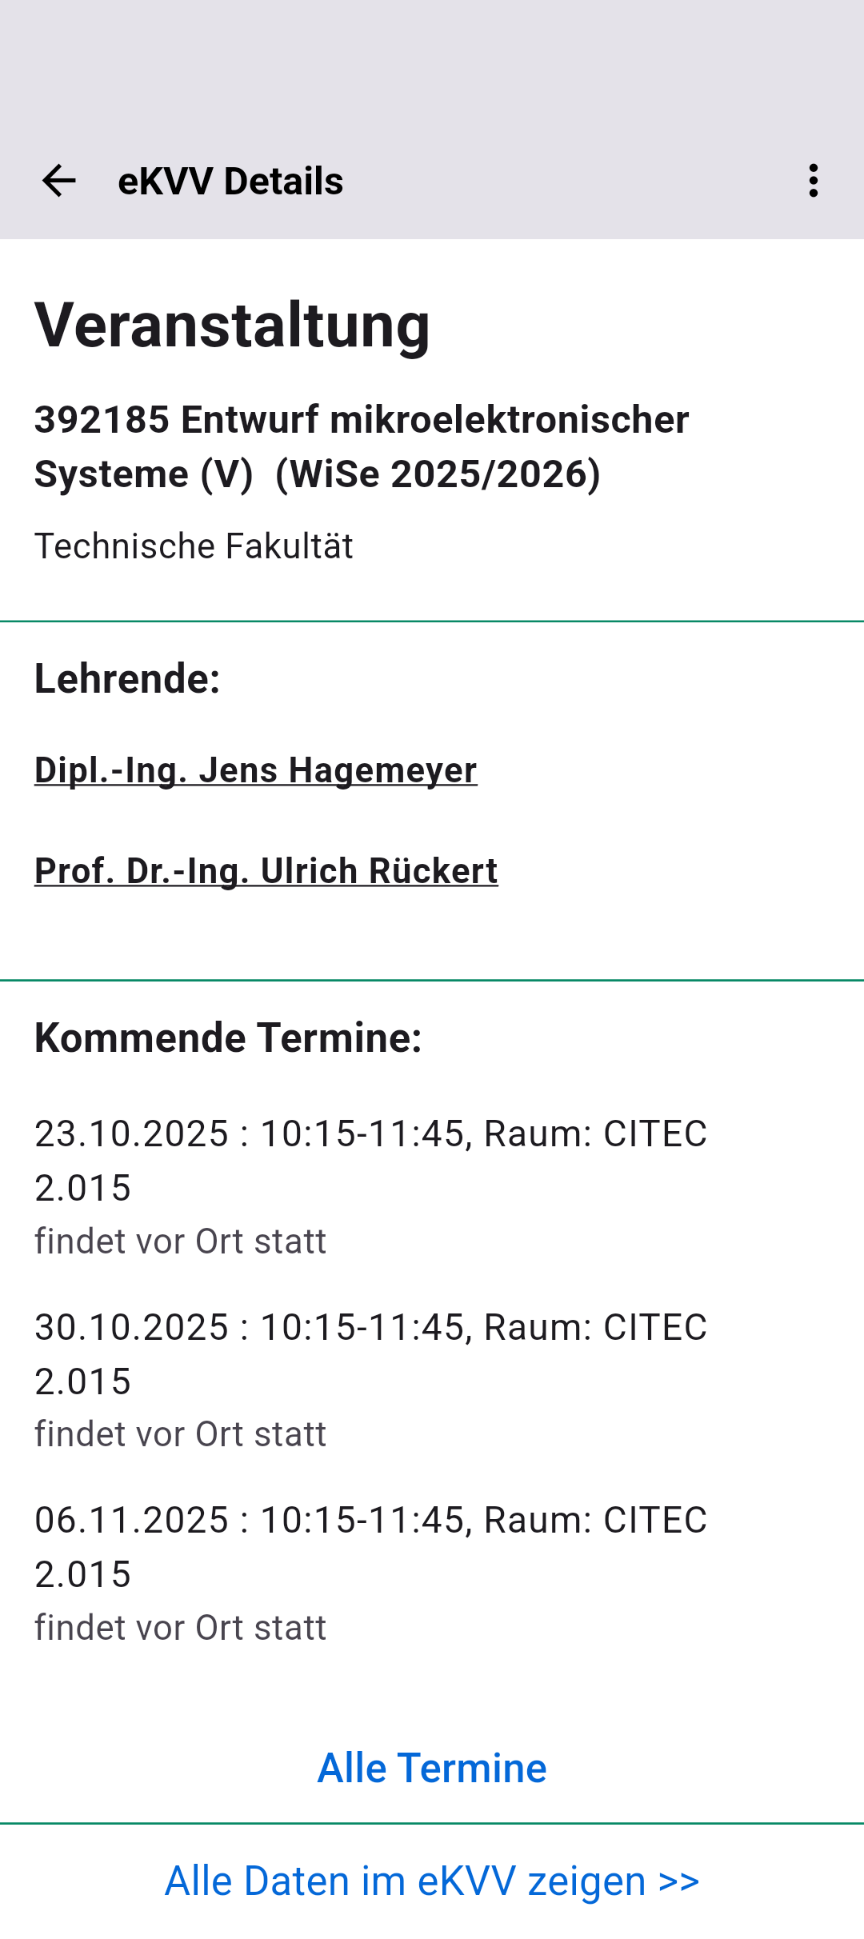 eKVV Details
Veranstaltung
392185 Entwurf mikroelektronischer
Systeme (V)  (WiSe 2025/2026)
Technische Fakultät
Lehrende:
Dipl.-Ing. Jens Hagemeyer
Prof. Dr.-Ing. Ulrich Rückert
Kommende Termine:
23.10.2025 : 10:15-11:45, Raum: CITEC
2.015
findet vor Ort statt
30.10.2025 : 10:15-11:45, Raum: CITEC
2.015
findet vor Ort statt
06.11.2025 : 10:15-11:45, Raum: CITEC
2.015
findet vor Ort statt
Alle Termine
Alle Daten im eKVV zeigen >>